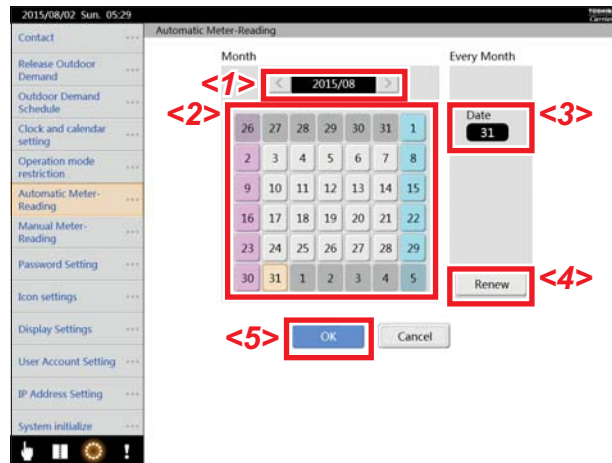 2015/08/02 Sun. 05:29
TOSHIBA
Carrier
Contact
Automatic Meter-Reading
Release Outdoor
Demand
Outdoor Demand
Schedule
Clock and calendar
setting
Operation mode
restriction
Automatic Meter-
Reading
Manual Meter-
Reading
Password Setting
Icon settings
Display Settings
User Account Setting
IP Address Setting
System initialize
Month
Every Month
<1>
< 2015/08 >
<2>
26 27 28 29 30 31 1
2 3 4 5 6 7 8
9 10 11 12 13 14 15
16 17 18 19 20 21 22
23 24 25 26 27 28 29
30 31 1 2 3 4 5
Date
31
<3>
Renew
<4>
<5>
OK
Cancel
!